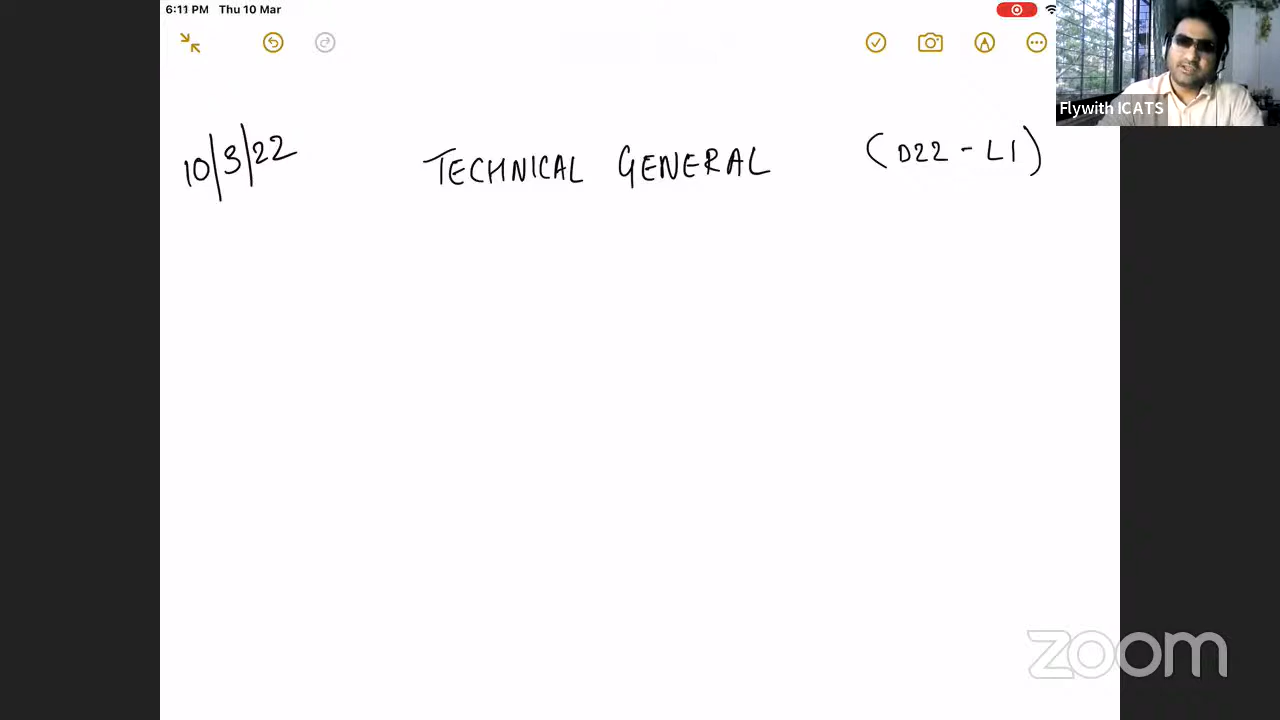 6:11 PM Thu 10 Mar
Flywith ICATS
10/3/22 TECHNICAL GENERAL (D22 - L1)
zoom